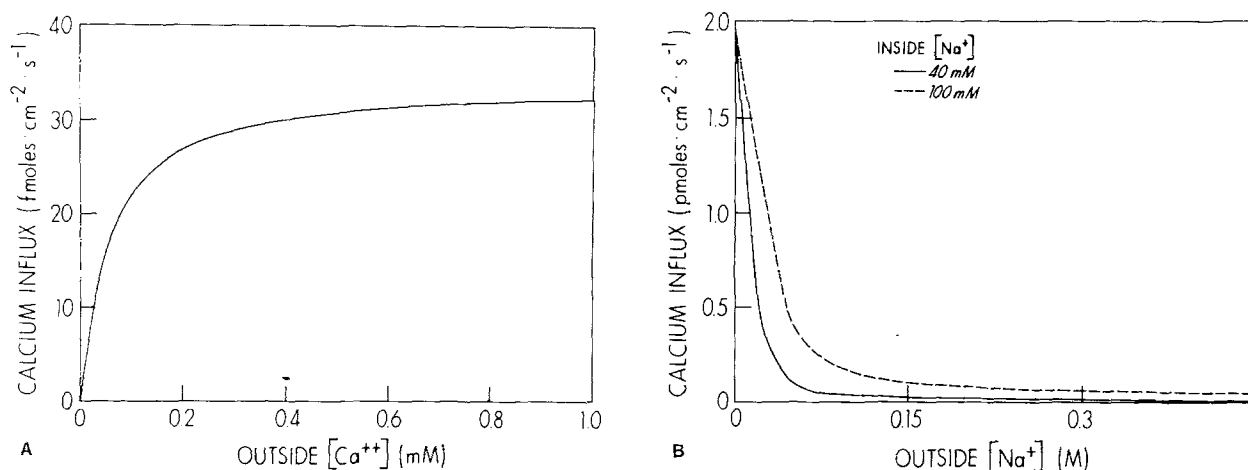 CALCIUM INFLUX (fmoles·cm⁻²·s⁻¹)
40
30
20
10
0
0
0.2
0.4
0.6
0.8
1.0
OUTSIDE [Ca⁺⁺] (mM)
A
CALCIUM INFLUX (pmoles·cm⁻²·s⁻¹)
2.0
1.5
1.0
0.5
0
0
0.15
0.3
OUTSIDE [Na⁺] (M)
B
INSIDE [Na⁺]
40 mM
100 mM